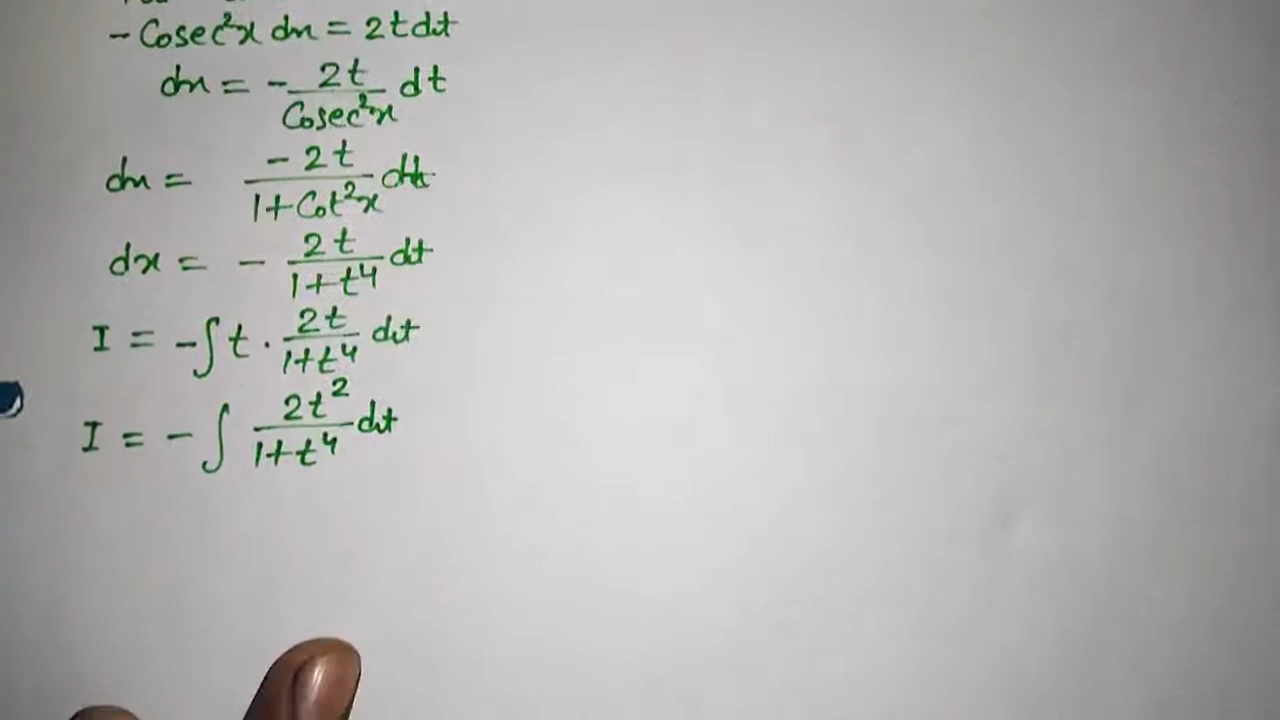 - Cosec²x dx = 2t dt
dx = - 2t / Cosec²x dt
dx = - 2t / 1 + Cot²x dt
dx = - 2t / 1 + t⁴ dt
I = -∫ t · 2t / 1 + t⁴ dt
I = - ∫ 2t² / 1 + t⁴ dt